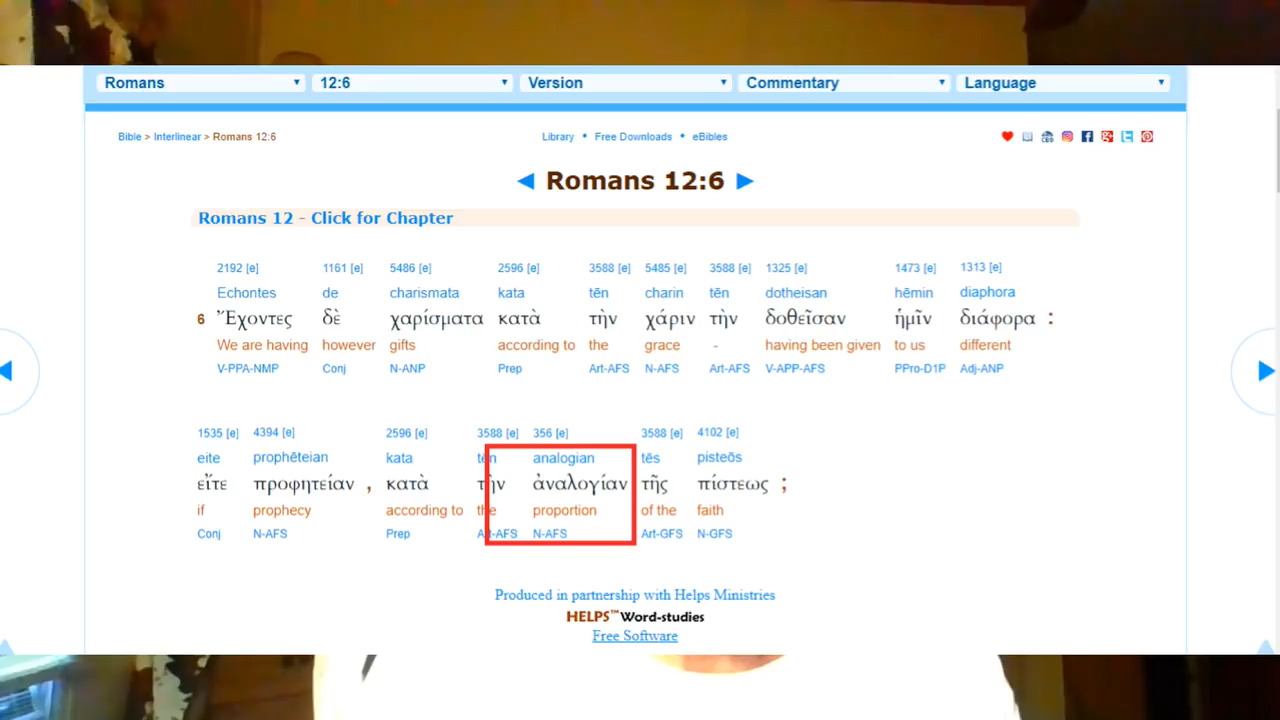 Romans 12:6 Version Commentary Language
Bible > Interlinear > Romans 12:6 Library • Free Downloads • eBibles
Romans 12:6
Romans 12 - Click for Chapter
2192 [e] 1161 [e] 5486 [e] 2596 [e] 3588 [e] 5485 [e] 3588 [e] 1325 [e] 1473 [e] 1313 [e]
Echontes de charismata kata tēn charin tēn dotheisan hēmin diaphora
6 Ἔχοντες δὲ χαρίσματα κατὰ τὴν χάριν τὴν δοθεῖσαν ἡμῖν διάφορα :
We are having however gifts according to the grace - having been given to us different
V-PPA-NMP Conj N-ANP Prep Art-AFS N-AFS Art-AFS V-APP-AFS PPro-D1P Adj-ANP
1535 [e] 4394 [e] 2596 [e] 3588 [e] 356 [e] 3588 [e] 4102 [e]
eite prophēteian kata tēn analogian tēs pisteōs
εἴτε προφητείαν , κατὰ τὴν ἀναλογίαν τῆς πίστεως ;
if prophecy according to the proportion of the faith
Conj N-AFS Prep Art-AFS N-AFS Art-GFS N-GFS
Produced in partnership with Helps Ministries
HELPS™ Word-studies
Free Software